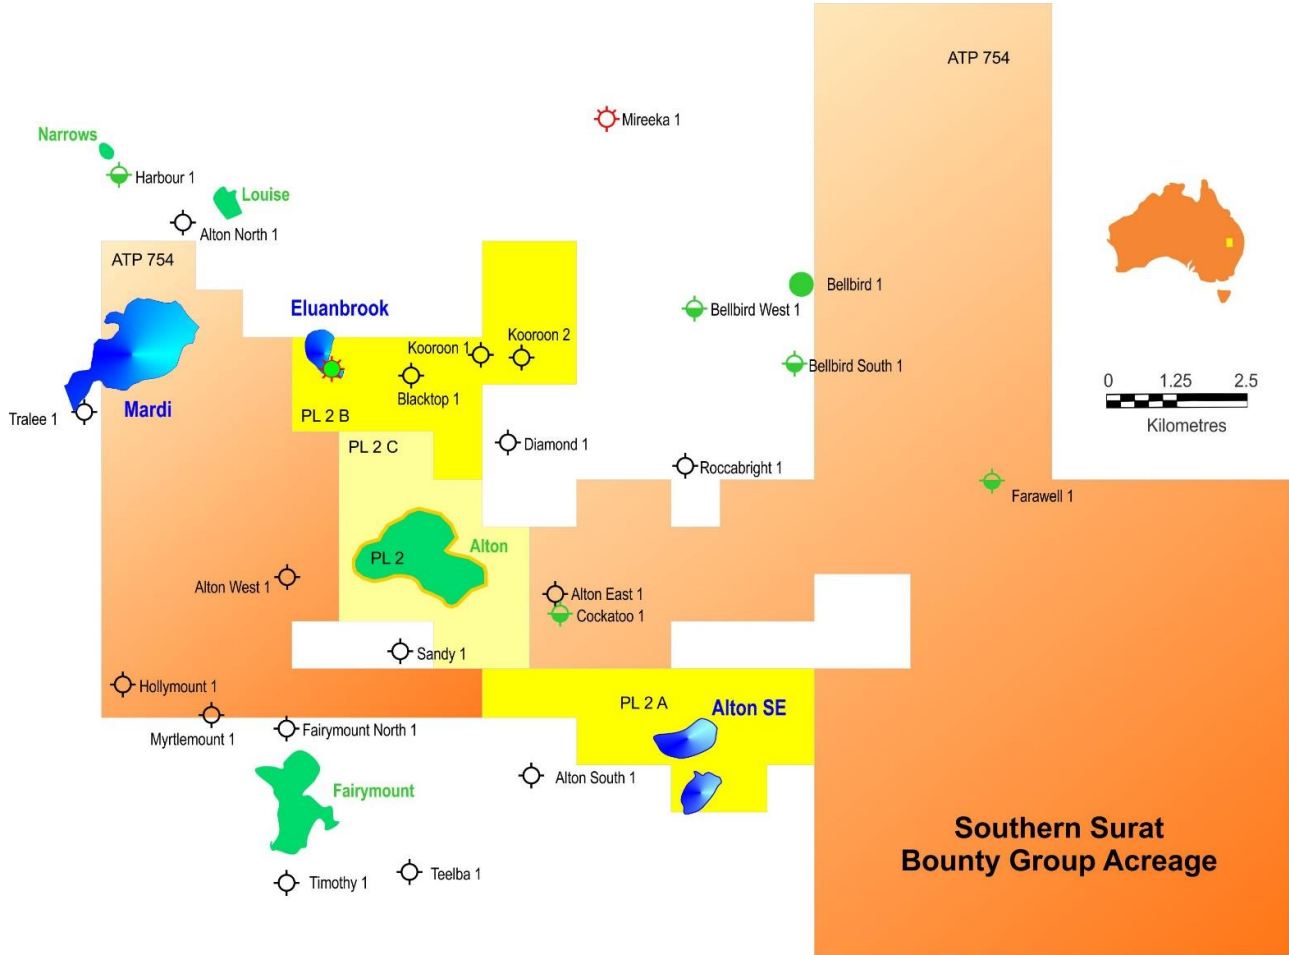 ATP 754
Mireeka 1
Narrows
Harbour 1
Louise
Alton North 1
ATP 754
Bellbird 1
Eluanbrook
Bellbird West 1
Kooroon 2
Kooroon 1
Bellbird South 1
0 1.25 2.5
Kilometres
Blacktop 1
Mardi
Tralee 1
PL 2 B
PL 2 C
Diamond 1
Roccabright 1
Farawell 1
Alton
PL 2
Alton West 1
Alton East 1
Cockatoo 1
Sandy 1
Hollymount 1
PL 2 A
Alton SE
Myrtlemount 1
Fairymount North 1
Alton South 1
Fairymount
Southern Surat
Bounty Group Acreage
Teelba 1
Timothy 1